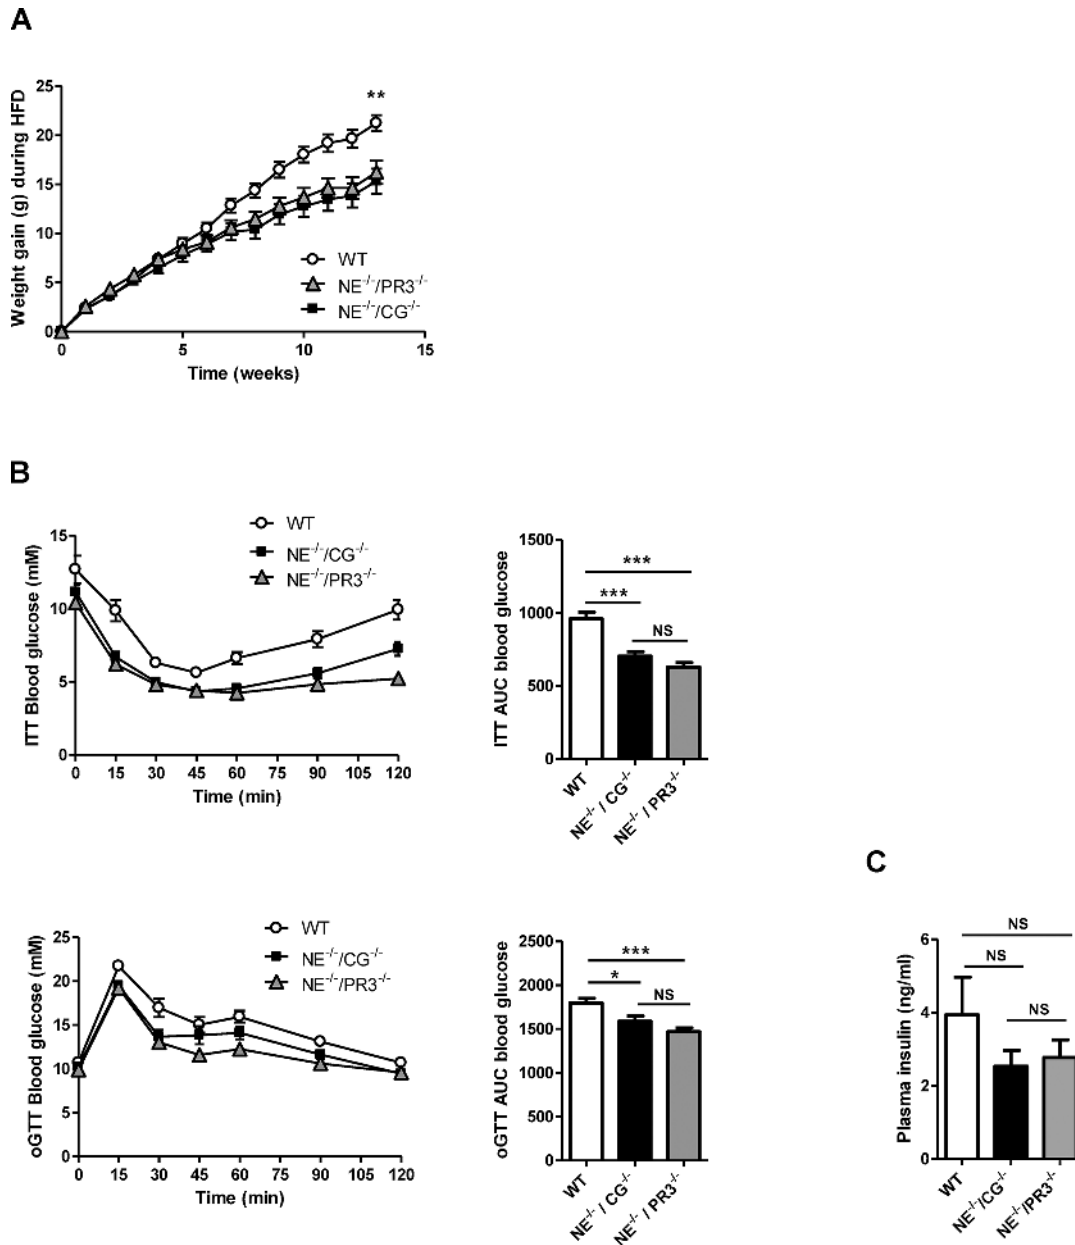 A
Weight gain (g) during HFD
25
20
15
10
5
0
**
WT
NE-/-/PR3-/-
NE-/-/CG-/-
0 5 10 15
Time (weeks)
B
ITT Blood glucose (mM)
15
10
5
0
WT
NE-/-/CG-/-
NE-/-/PR3-/-
0 15 30 45 60 75 90 105 120
Time (min)
ITT AUC blood glucose
1500
1000
500
0
***
***
NS
WT
NE-/-/ CG-/-
NE-/-/ PR3-/-
oGTT Blood glucose (mM)
25
20
15
10
5
0
WT
NE-/-/CG-/-
NE-/-/PR3-/-
0 15 30 45 60 75 90 105 120
Time (min)
oGTT AUC blood glucose
2500
2000
1500
1000
500
0
***
*
NS
WT
NE-/-/ CG-/-
NE-/-/ PR3-/-
C
Plasma insulin (ng/ml)
6
4
2
0
NS
NS
NS
WT
NE-/-/CG-/-
NE-/-/PR3-/-